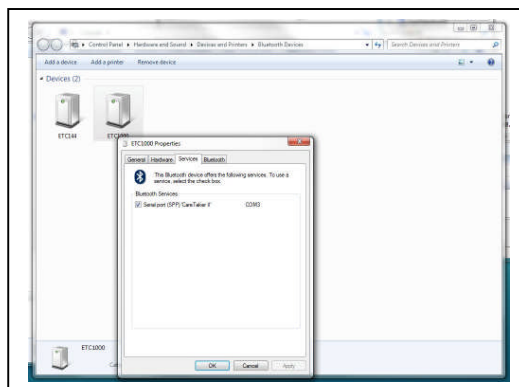 Control Panel ▸ Hardware and Sound ▸ Devices and Printers ▸ Bluetooth Devices
Search Devices and Printers
Add a device Add a printer Remove device
Devices (2)
ETC144
ETC1000 Properties
General Hardware Services Bluetooth
This Bluetooth device offers the following services. To use a
service, select the check box.
Bluetooth Services
Serial port (SPP) 'CareTaker II' COM3
ETC1000
OK Cancel Apply